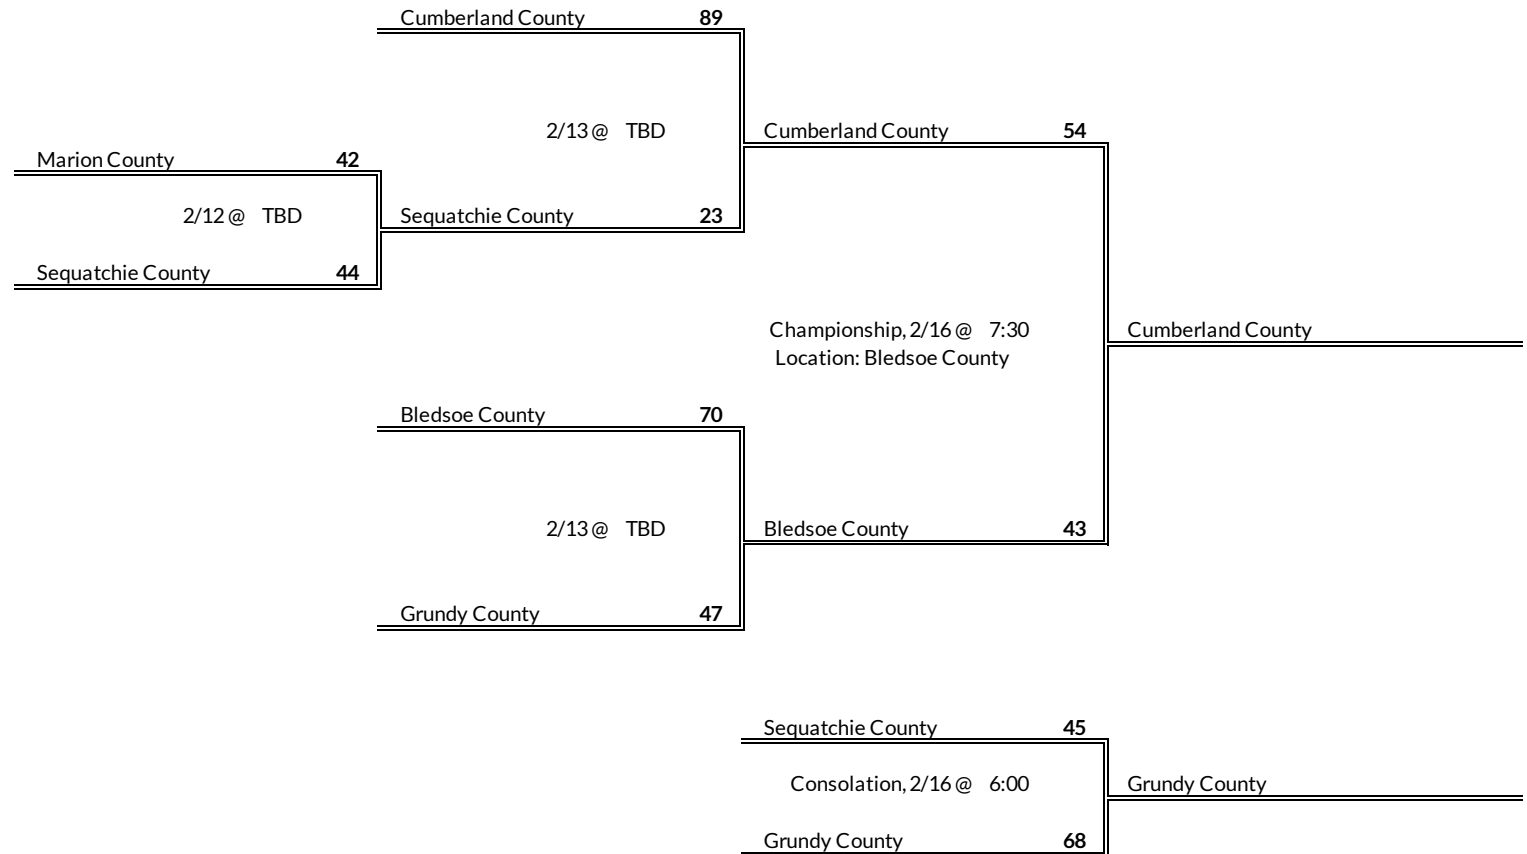 Cumberland County 89
2/13 @ TBD
Cumberland County 54
Marion County 42
2/12 @ TBD
Sequatchie County 23
Sequatchie County 44
Championship, 2/16 @ 7:30
Cumberland County
Location: Bledsoe County
Bledsoe County 70
2/13 @ TBD
Bledsoe County 43
Grundy County 47
Sequatchie County 45
Consolation, 2/16 @ 6:00
Grundy County
Grundy County 68